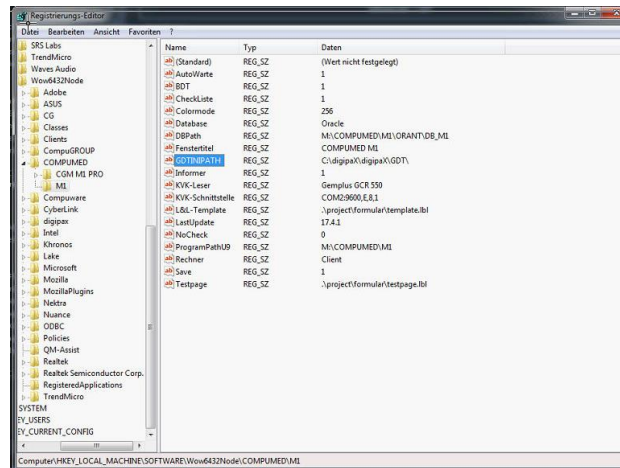 Registrierungs-Editor
Datei Bearbeiten Ansicht Favoriten ?
SRS Labs
TrendMicro
Waves Audio
Wow6432Node
Adobe
ASUS
CG
Classes
Clients
CompuGROUP
COMPUMED
CGM M1 PRO
M1
Compuware
CyberLink
digipax
Intel
Khronos
Lake
Microsoft
Mozilla
MozillaPlugins
Nektra
Nuance
ODBC
Policies
QM-Assist
Realtek
Realtek Semiconductor Corp.
RegisteredApplications
TrendMicro
SYSTEM
EY_USERS
EY_CURRENT_CONFIG
Name Typ Daten
(Standard) REG_SZ (Wert nicht festgelegt)
AutoWarte REG_SZ 1
BDT REG_SZ 1
CheckListe REG_SZ 1
Colormode REG_SZ 256
Database REG_SZ Oracle
DBPath REG_SZ M:\COMPUMED\M1\ORANT\DB_M1
Fenstertitel REG_SZ COMPUMED M1
GDTINIPATH REG_SZ C:\digipaX\digipaX\GDT\
Informer REG_SZ 1
KVK-Leser REG_SZ Gemplus GCR 500
KVK-Schnittstelle REG_SZ COM2:9600,E,8,1
L&L-Template REG_SZ .\project\formular\template.lbl
LastUpdate REG_SZ 17.4.1
NoCheck REG_SZ 0
ProgramPathU9 REG_SZ M:\COMPUMED\M1
Rechner REG_SZ Client
Save REG_SZ 1
Testpage REG_SZ .\project\formular\testpage.lbl
Computer\HKEY_LOCAL_MACHINE\SOFTWARE\Wow6432Node\COMPUMED\M1